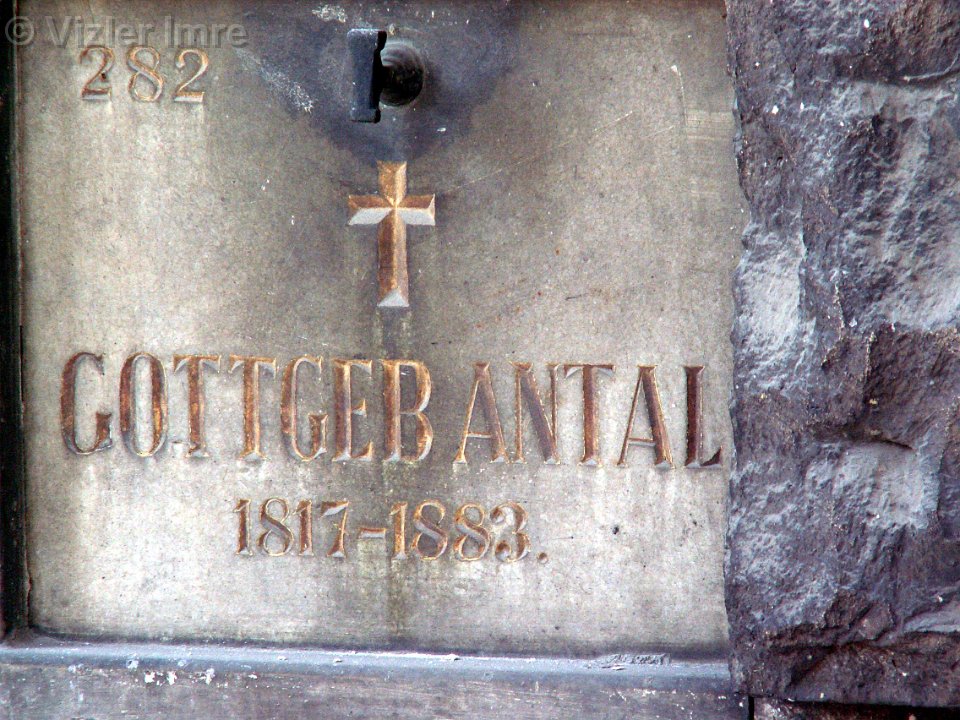 © Vizler Imre
282
GOTTGEB ANTAL
1817-1883.